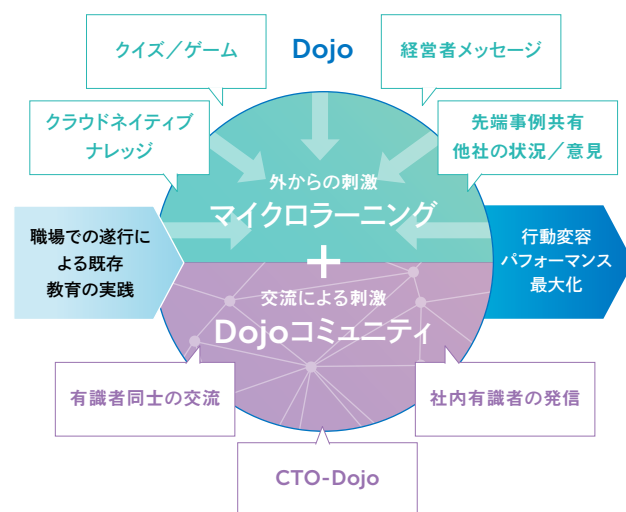 Dojo
クイズ／ゲーム
経営者メッセージ
クラウドネイティブ
ナレッジ
先端事例共有
他社の状況／意見
外からの刺激
マイクロラーニング
職場での遂行に
よる既存
教育の実践
+
行動変容
パフォーマンス
最大化
交流による刺激
Dojoコミュニティ
有識者同士の交流
社内有識者の発信
CTO-Dojo